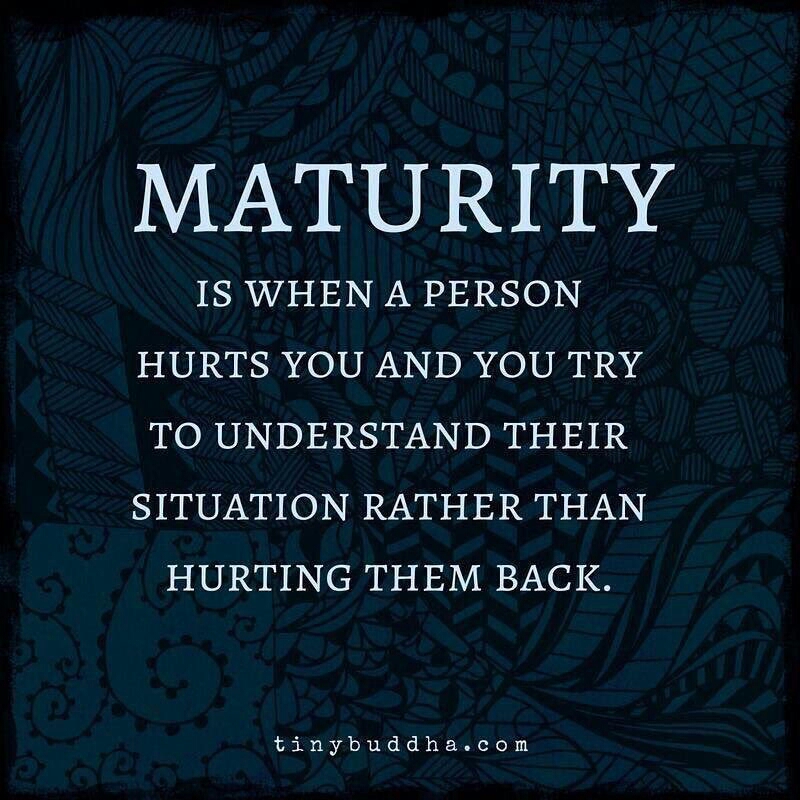 MATURITY
IS WHEN A PERSON
HURTS YOU AND YOU TRY
TO UNDERSTAND THEIR
SITUATION RATHER THAN
HURTING THEM BACK.
tinybuddha.com